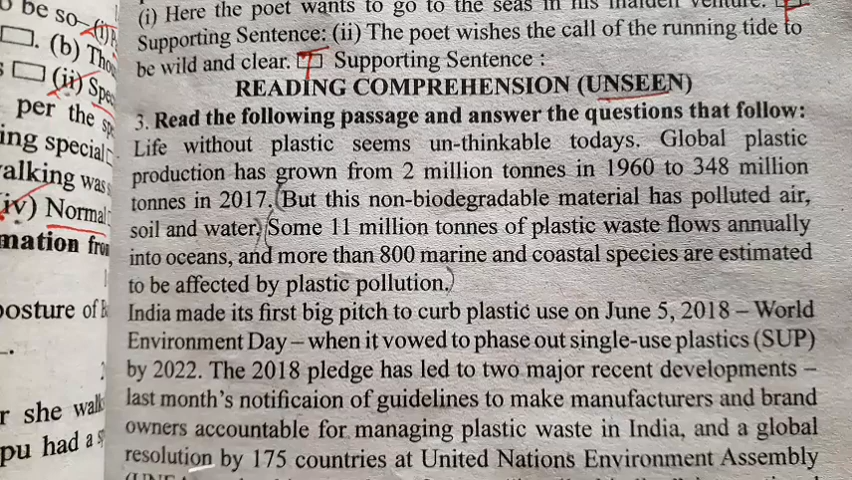 o be so–(i)
(i) Here the poet wants to go to the seas in his maiden venture.
. (b) Tho
Supporting Sentence: (ii) The poet wishes the call of the running tide to
s (ii) Spe
be wild and clear. T Supporting Sentence :
READING COMPREHENSION (UNSEEN)
per the sp
3. Read the following passage and answer the questions that follow:
ing special
Life without plastic seems un-thinkable todays. Global plastic
alking was
production has grown from 2 million tonnes in 1960 to 348 million
iv) Normal
tonnes in 2017. But this non-biodegradable material has polluted air,
soil and water. Some 11 million tonnes of plastic waste flows annually
mation from
into oceans, and more than 800 marine and coastal species are estimated
to be affected by plastic pollution.
osture of
India made its first big pitch to curb plastic use on June 5, 2018 – World
Environment Day – when it vowed to phase out single-use plastics (SUP)
by 2022. The 2018 pledge has led to two major recent developments –
r she walk
last month's notificaion of guidelines to make manufacturers and brand
pu had a s
owners accountable for managing plastic waste in India, and a global
resolution by 175 countries at United Nations Environment Assembly